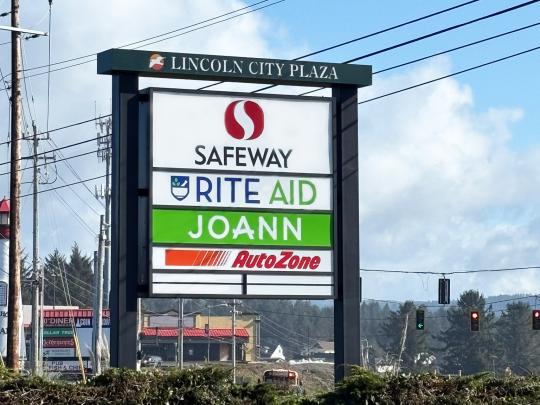 LINCOLN CITY PLAZA
SAFEWAY
RITE AID
JOANN
AutoZone